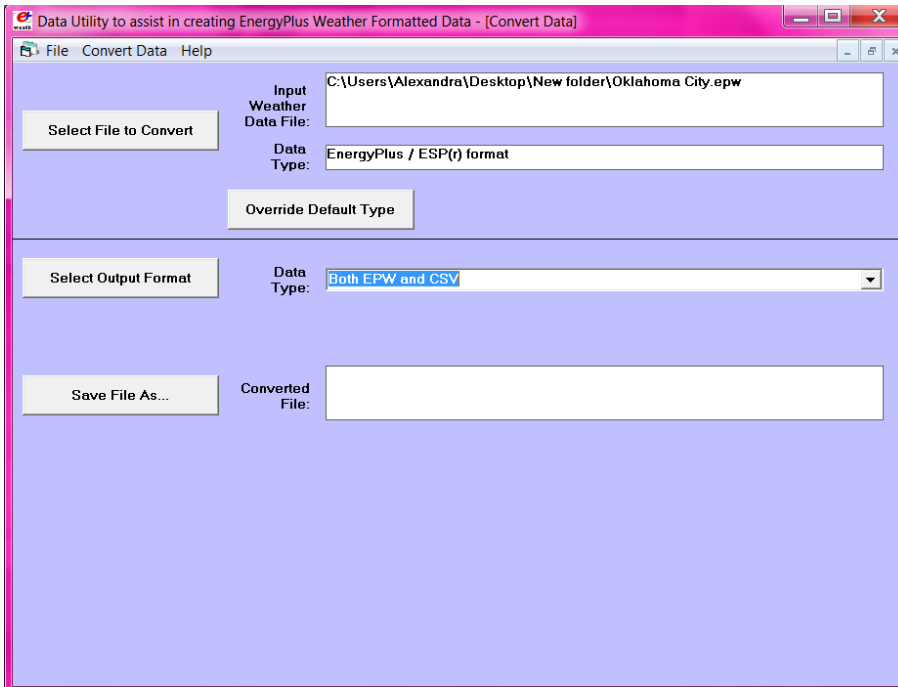 e+
weath
Data Utility to assist in creating EnergyPlus Weather Formatted Data - [Convert Data]
File Convert Data Help
Select File to Convert
Input
Weather
Data File:
C:\Users\Alexandra\Desktop\New folder\Oklahoma City.epw
Data
Type:
EnergyPlus / ESP(r) format
Override Default Type
Select Output Format
Data
Type:
Both EPW and CSV
Save File As...
Converted
File: